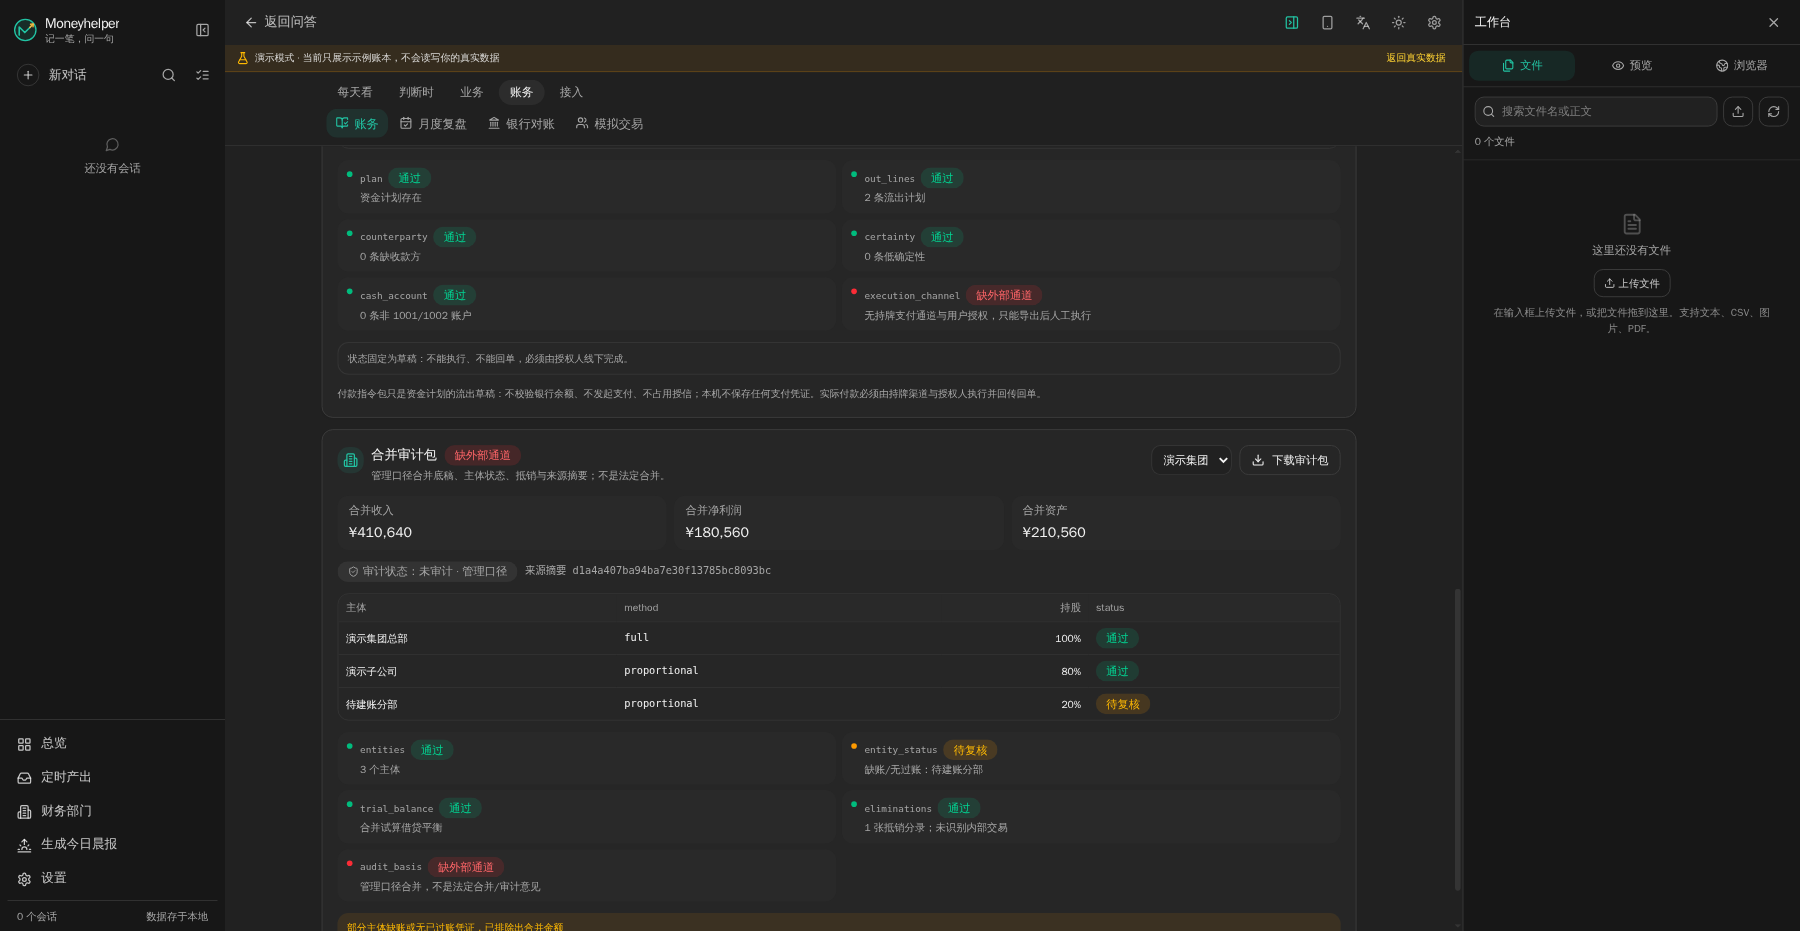 Moneyhelper
记一笔，问一句
新对话
还没有会话
总览
定时产出
财务部门
生成今日晨报
设置
0 个会话
数据存于本地
返回问答
演示模式 · 当前只展示示例账本，不会读写你的真实数据
返回真实数据
每天看
判断时
业务
账务
接入
账务
月度复盘
银行对账
模拟交易
plan 通过
资金计划存在
out_lines 通过
2 条流出计划
counterparty 通过
0 条缺收款方
certainty 通过
0 条低确定性
cash_account 通过
0 条非 1001/1002 账户
execution_channel 缺外部通道
无持牌支付通道与用户授权，只能导出后人工执行
状态固定为草稿：不能执行、不能回单，必须由授权人线下完成。
付款指令包只是资金计划的流出草稿：不校验银行余额、不发起支付、不占用授信；本机不保存任何支付凭证。实际付款必须由持牌渠道与授权人执行并回传回单。
合并审计包 缺外部通道
管理口径合并底稿、主体状态、抵销与来源摘要；不是法定合并。
演示集团
下载审计包
合并收入
¥410,640
合并净利润
¥180,560
合并资产
¥210,560
审计状态：未审计 · 管理口径
来源摘要 d1a4a407ba94ba7e30f13785bc8093bc
主体 method 持股 status
演示集团总部 full 100% 通过
演示子公司 proportional 80% 通过
待建账分部 proportional 20% 待复核
entities 通过
3 个主体
entity_status 待复核
缺账/无过账：待建账分部
trial_balance 通过
合并试算借贷平衡
eliminations 通过
1 张抵销分录；未识别内部交易
audit_basis 缺外部通道
管理口径合并，不是法定合并/审计意见
部分主体缺账或无已过账凭证，已排除出合并金额
工作台
文件
预览
浏览器
搜索文件名或正文
0 个文件
这里还没有文件
上传文件
在输入框上传文件，或把文件拖到这里。支持文本、CSV、图
片、PDF。